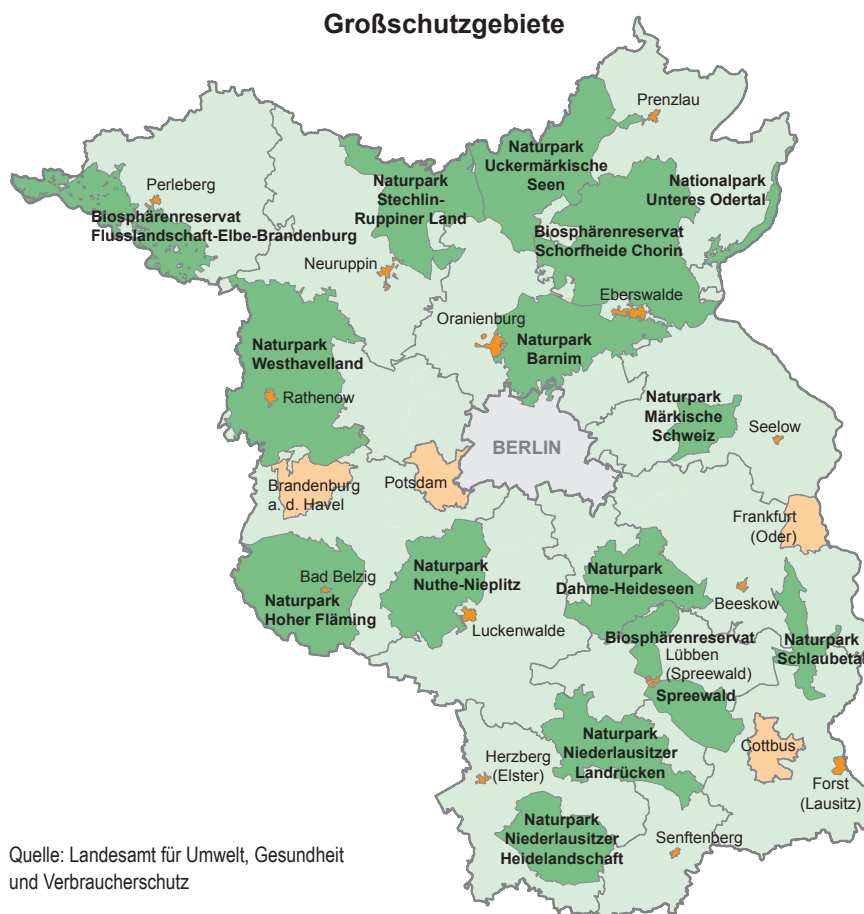 Großschutzgebiete
Prenzlau
Naturpark
Uckermärkische
Seen
Nationalpark
Unteres Odertal
Perleberg
Naturpark
Stechlin-
Ruppiner Land
Biosphärenreservat
Flusslandschaft-Elbe-Brandenburg
Biosphärenreservat
Schorfheide Chorin
Neuruppin
Eberswalde
Oranienburg
Naturpark
Barnim
Naturpark
Westhavelland
Rathenow
Naturpark
Märkische
Schweiz
Seelow
BERLIN
Brandenburg
a. d. Havel
Potsdam
Frankfurt
(Oder)
Naturpark
Nuthe-Nieplitz
Naturpark
Dahme-Heideseen
Bad Belzig
Naturpark
Hoher Fläming
Beeskow
Luckenwalde
Biosphärenreservat
Lübben
(Spreewald)
Spreewald
Naturpark
Schlaubetal
Naturpark
Niederlausitzer
Landrücken
Cottbus
Herzberg
(Elster)
Forst
(Lausitz)
Naturpark
Niederlausitzer
Heidelandschaft
Senftenberg
Quelle: Landesamt für Umwelt, Gesundheit
und Verbraucherschutz